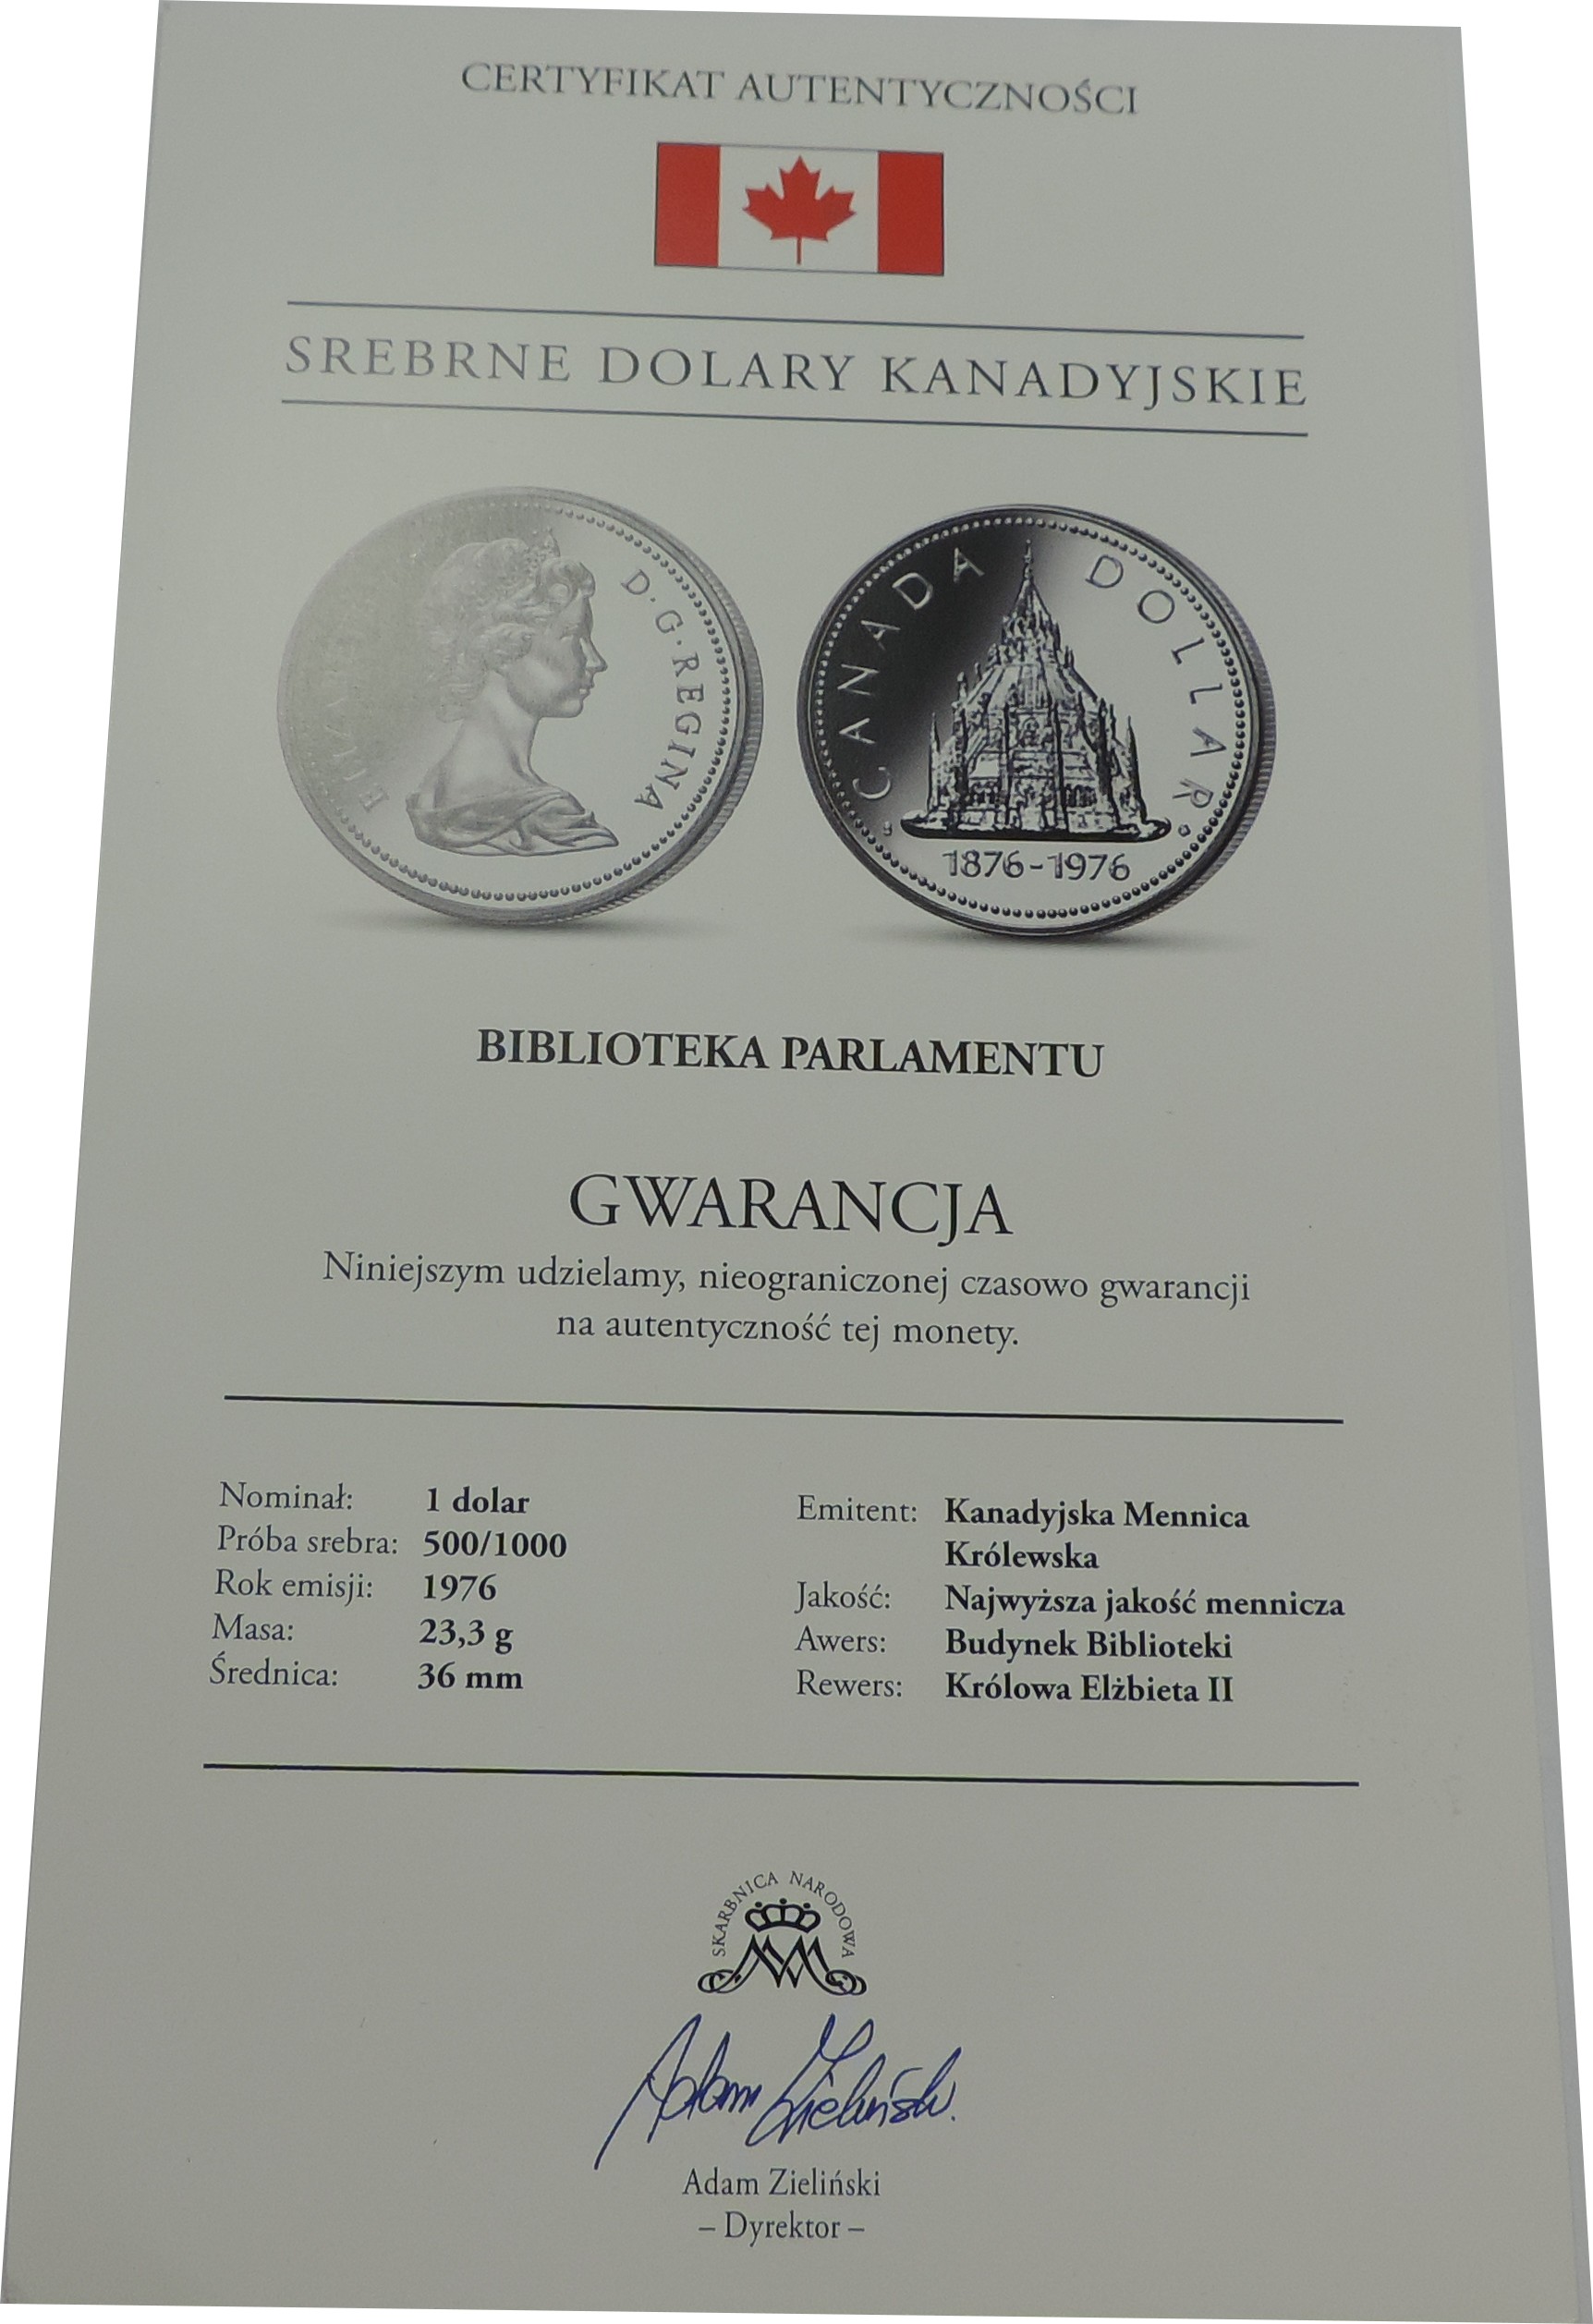 CERTYFIKAT AUTENTYCZNOŚCI
SREBRNE DOLARY KANADYJSKIE
D·G·REGINA
CANADA DOLLAR
1876-1976
BIBLIOTEKA PARLAMENTU
GWARANCJA
Niniejszym udzielamy, nieograniczonej czasowo gwarancji
na autentyczność tej monety.
Nominał: 1 dolar
Próba srebra: 500/1000
Rok emisji: 1976
Masa: 23,3 g
Średnica: 36 mm
Emitent: Kanadyjska Mennica
Królewska
Jakość: Najwyższa jakość mennicza
Awers: Budynek Biblioteki
Rewers: Królowa Elżbieta II
SKARBNICA NARODOWA
Adam Zieliński
Adam Zieliński
– Dyrektor –